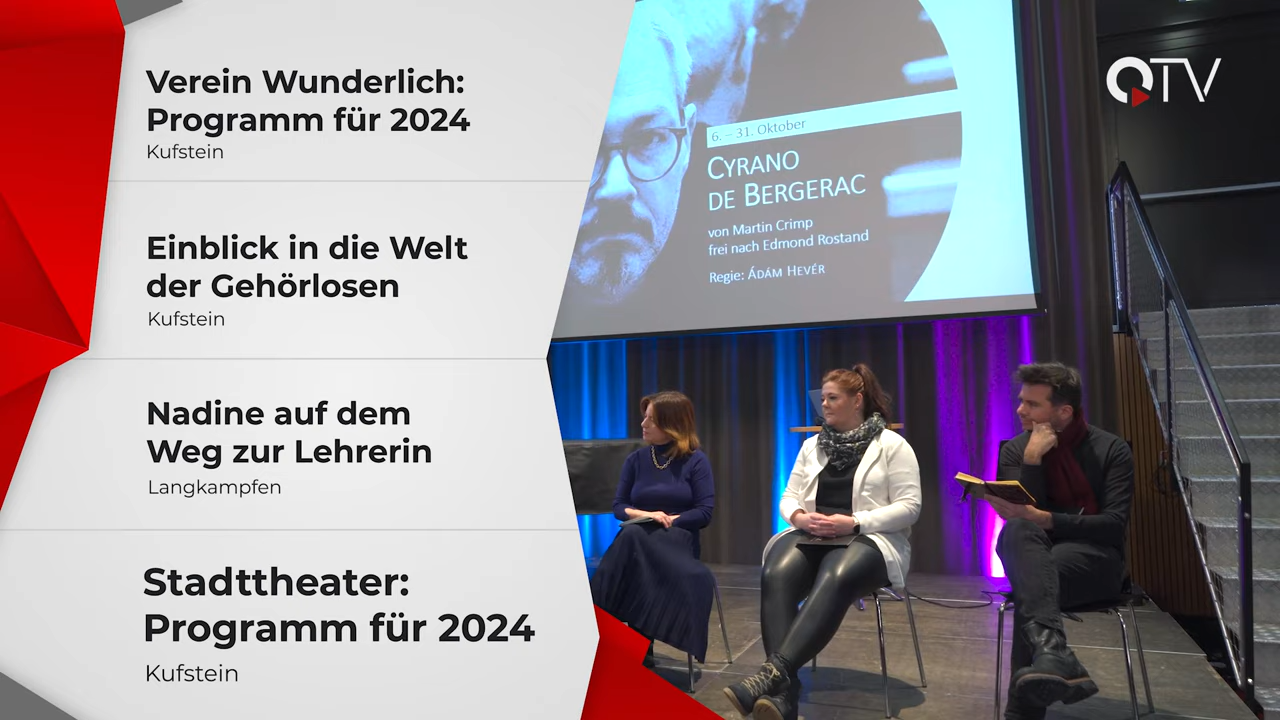 Verein Wunderlich:
Programm für 2024
Kufstein
Einblick in die Welt
der Gehörlosen
Kufstein
Nadine auf dem
Weg zur Lehrerin
Langkampfen
Stadttheater:
Programm für 2024
Kufstein
QTV
6. – 31. Oktober
CYRANO
DE BERGERAC
von Martin Crimp
frei nach Edmond Rostand
Regie: ÁDÁM HEVÉR